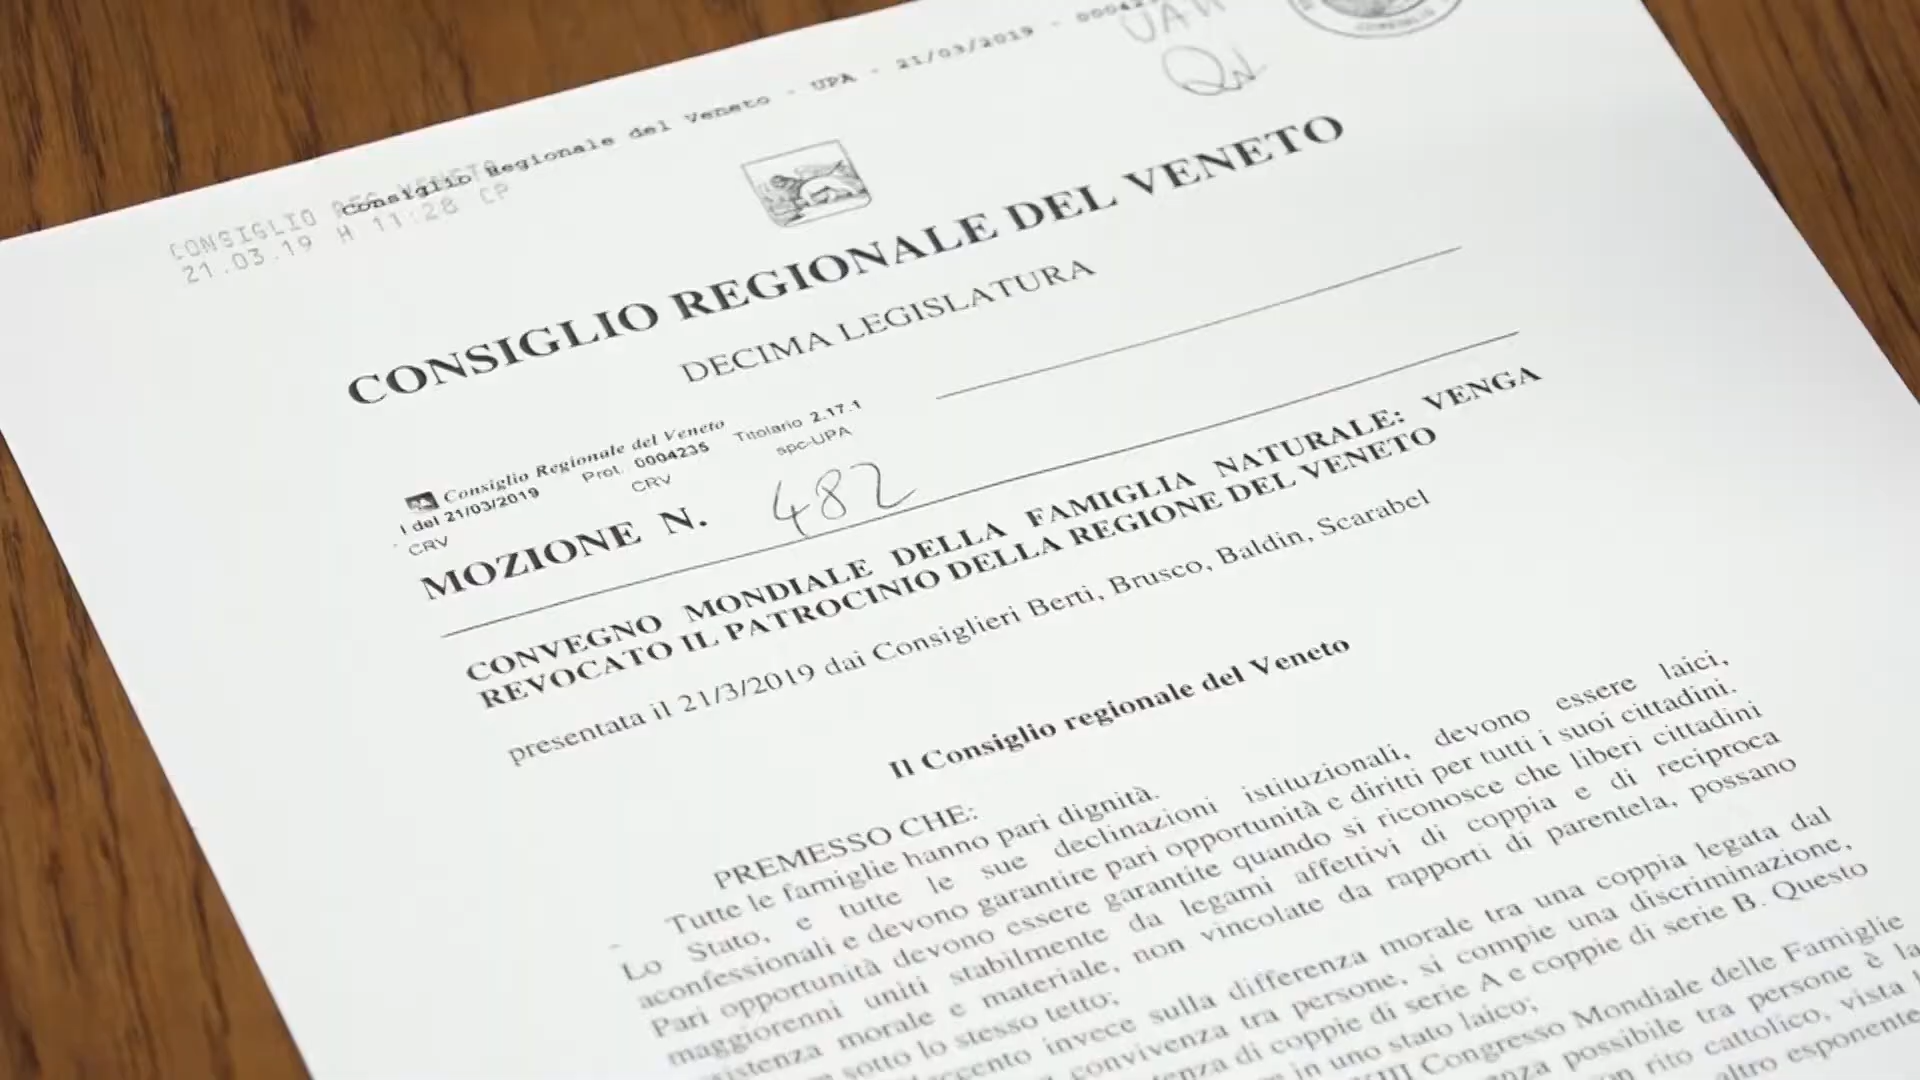 Consiglio Regionale del Veneto - UPA - 21/03/2019 -
CONSIGLIO REG VENETO
21.03.19 H 11:28 CP
CONSIGLIO REGIONALE DEL VENETO
DECIMA LEGISLATURA
Consiglio Regionale del Veneto
I del 21/03/2019 Prot. 0004235 Titolario 2.17.1
CRV CRV spc-UPA
MOZIONE N. 482
CONVEGNO MONDIALE DELLA FAMIGLIA NATURALE: VENGA
REVOCATO IL PATROCINIO DELLA REGIONE DEL VENETO
presentata il 21/3/2019 dai Consiglieri Berti, Brusco, Baldin, Scarabel
Il Consiglio regionale del Veneto
PREMESSO CHE:
- Tutte le famiglie hanno pari dignità.
Lo Stato, e tutte le sue declinazioni istituzionali, devono essere laici,
aconfessionali e devono garantire pari opportunità e diritti per tutti i suoi cittadini.
Pari opportunità devono essere garantite quando si riconosce che liberi cittadini
maggiorenni uniti stabilmente da legami affettivi di coppia e di reciproca
morale e materiale, non vincolate da rapporti di parentela, possano
sotto lo stesso tetto;
invece sulla differenza morale tra una coppia legata dal
convivenza tra persone, si compie una discriminazione,
di coppie di serie A e coppie di serie B. Questo
in uno stato laico;
Congresso Mondiale delle Famiglie
possibile tra persone è la
rito cattolico, vista
altro esponente